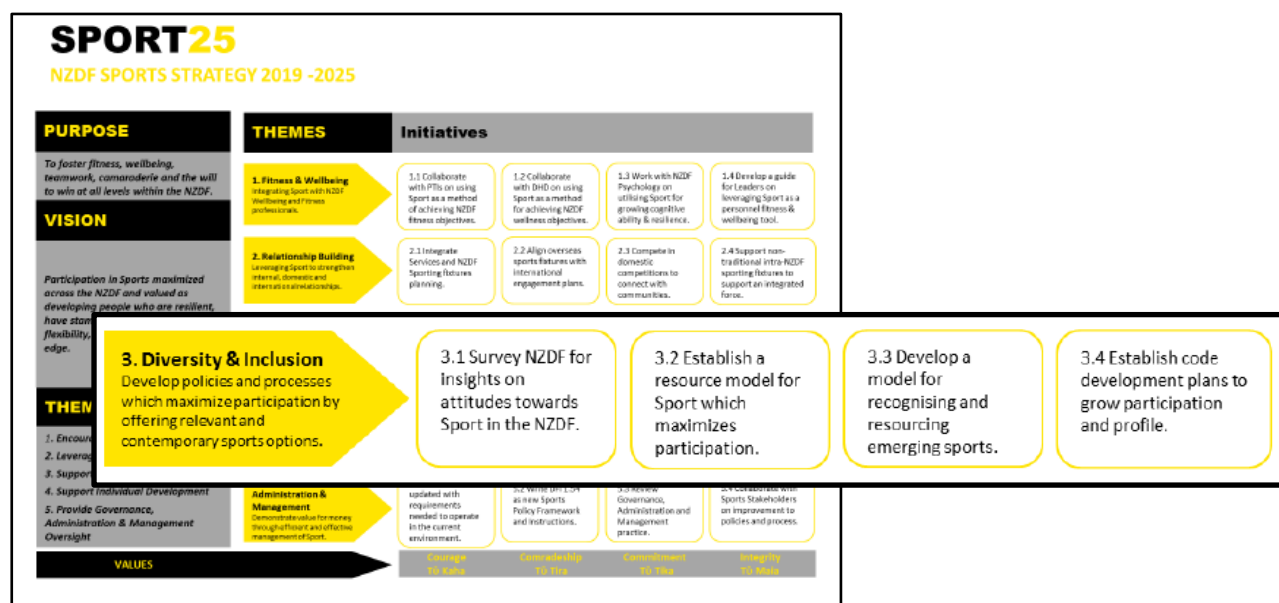 SPORT25
NZDF SPORTS STRATEGY 2019 -2025
PURPOSE
To foster fitness, wellbeing,
teamwork, camaraderie and the will
to win at all levels within the NZDF.
VISION
Participation in Sports maximized
across the NZDF and valued as
developing people who are resilient,
have stam
flexibility,
edge.
THEM
1. Encour
2. Leverag
3. Support
4. Support Individual Development
5. Provide Governance,
Administration & Management
Oversight
THEMES
Initiatives
1. Fitness & Wellbeing
Integrating Sport with NZDF
Wellbeing and Fitness
professionals.
1.1 Collaborate
with PTIs on using
Sport as a method
of achieving NZDF
fitness objectives.
1.2 Collaborate
with DHD on using
Sport as a method
for achieving NZDF
wellness objectives.
1.3 Work with NZDF
Psychology on
utilising Sport for
growing cognitive
ability & resilience.
1.4 Develop a guide
for Leaders on
leveraging Sport as a
personnel fitness &
wellbeing tool.
2. Relationship Building
Leveraging Sport to strengthen
internal, domestic and
international relationships.
2.1 Integrate
Services and NZDF
Sporting fixtures
planning.
2.2 Align overseas
sports fixtures with
international
engagement plans.
2.3 Compete in
domestic
competitions to
connect with
communities.
2.4 Support non-
traditional intra-NZDF
sporting fixtures to
support an integrated
force.
3. Diversity & Inclusion
Develop policies and processes
which maximize participation by
offering relevant and
contemporary sports options.
3.1 Survey NZDF for
insights on
attitudes towards
Sport in the NZDF.
3.2 Establish a
resource model for
Sport which
maximizes
participation.
3.3 Develop a
model for
recognising and
resourcing
emerging sports.
3.4 Establish code
development plans to
grow participation
and profile.
Administration &
Management
Demonstrate value for money
through efficient and effective
management of Sport.
updated with
requirements
needed to operate
in the current
environment.
as new Sports
Policy Framework
and Instructions.
5.3 Review
Governance,
Administration and
Management
practice.
5.4 Collaborate with
Sports Stakeholders
on improvement to
policies and process.
VALUES
Courage
Tū Kaha
Comradeship
Tū Tira
Commitment
Tū Tika
Integrity
Tū Maia